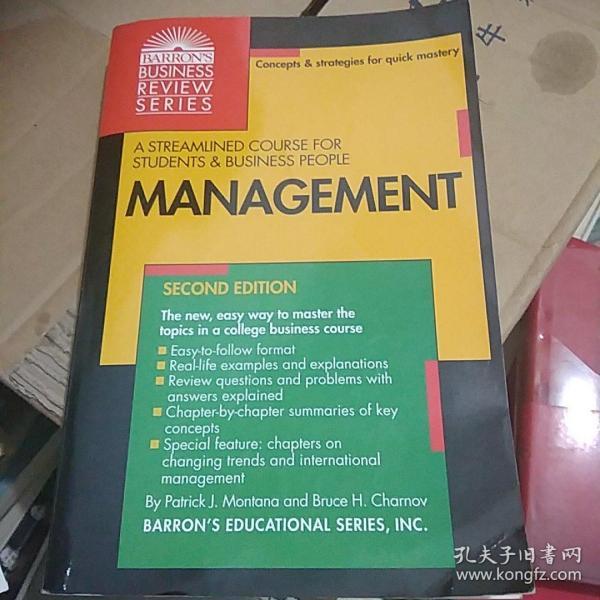 BARRON'S
BUSINESS
REVIEW
SERIES
Concepts & strategies for quick mastery
A STREAMLINED COURSE FOR
STUDENTS & BUSINESS PEOPLE
MANAGEMENT
SECOND EDITION
The new, easy way to master the
topics in a college business course
Easy-to-follow format
Real-life examples and explanations
Review questions and problems with
answers explained
Chapter-by-chapter summaries of key
concepts
Special feature: chapters on
changing trends and international
management
By Patrick J. Montana and Bruce H. Charnov
BARRON'S EDUCATIONAL SERIES, INC.
孔夫子旧书网
www.kongfz.com